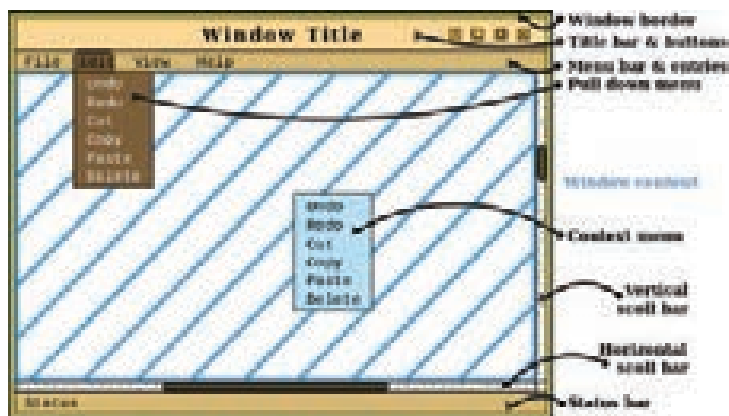 Window Title
File Edit View Help
Undo
Redo
Cut
Copy
Paste
Delete
Undo
Redo
Cut
Copy
Paste
Delete
Status
Window border
Title bar & buttons
Menu bar & entries
Pull down menu
Window content
Context menu
Vertical
scoll bar
Horizontal
scoll bar
Status bar